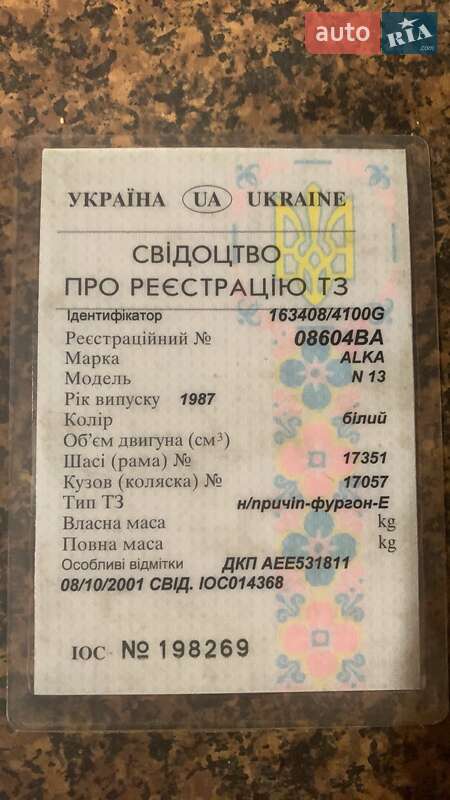 auto RIA .com
УКРАЇНА UA UKRAINE
СВІДОЦТВО
ПРО РЕЄСТРАЦІЮ ТЗ
Ідентифікатор 163408/4100G
Реєстраційний № 08604ВА
Марка ALKA
Модель N 13
Рік випуску 1987
Колір білий
Об'єм двигуна (см³)
Шасі (рама) № 17351
Кузов (коляска) № 17057
Тип ТЗ н/причіп-фургон-Е
Власна маса kg
Повна маса kg
Особливі відмітки ДКП АЕЕ531811
08/10/2001 СВІД. ІОС014368
ІОС № 198269